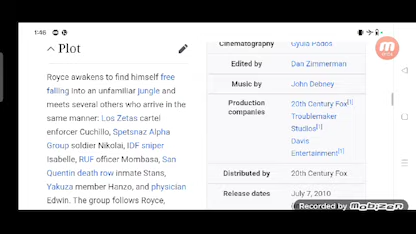 1:46
Plot
Royce awakens to find himself free
falling into an unfamiliar jungle and
meets several others who arrive in the
same manner: Los Zetas cartel
enforcer Cuchillo, Spetsnaz Alpha
Group soldier Nikolai, IDF sniper
Isabelle, RUF officer Mombasa, San
Quentin death row inmate Stans,
Yakuza member Hanzo, and physician
Edwin. The group follows Royce,
Cinematography Gyula Pados
Edited by Dan Zimmerman
Music by John Debney
Production 20th Century Fox[1]
companies Troublemaker
Studios[1]
Davis
Entertainment[1]
Distributed by 20th Century Fox
Release dates July 7, 2010
Recorded by Mobizen